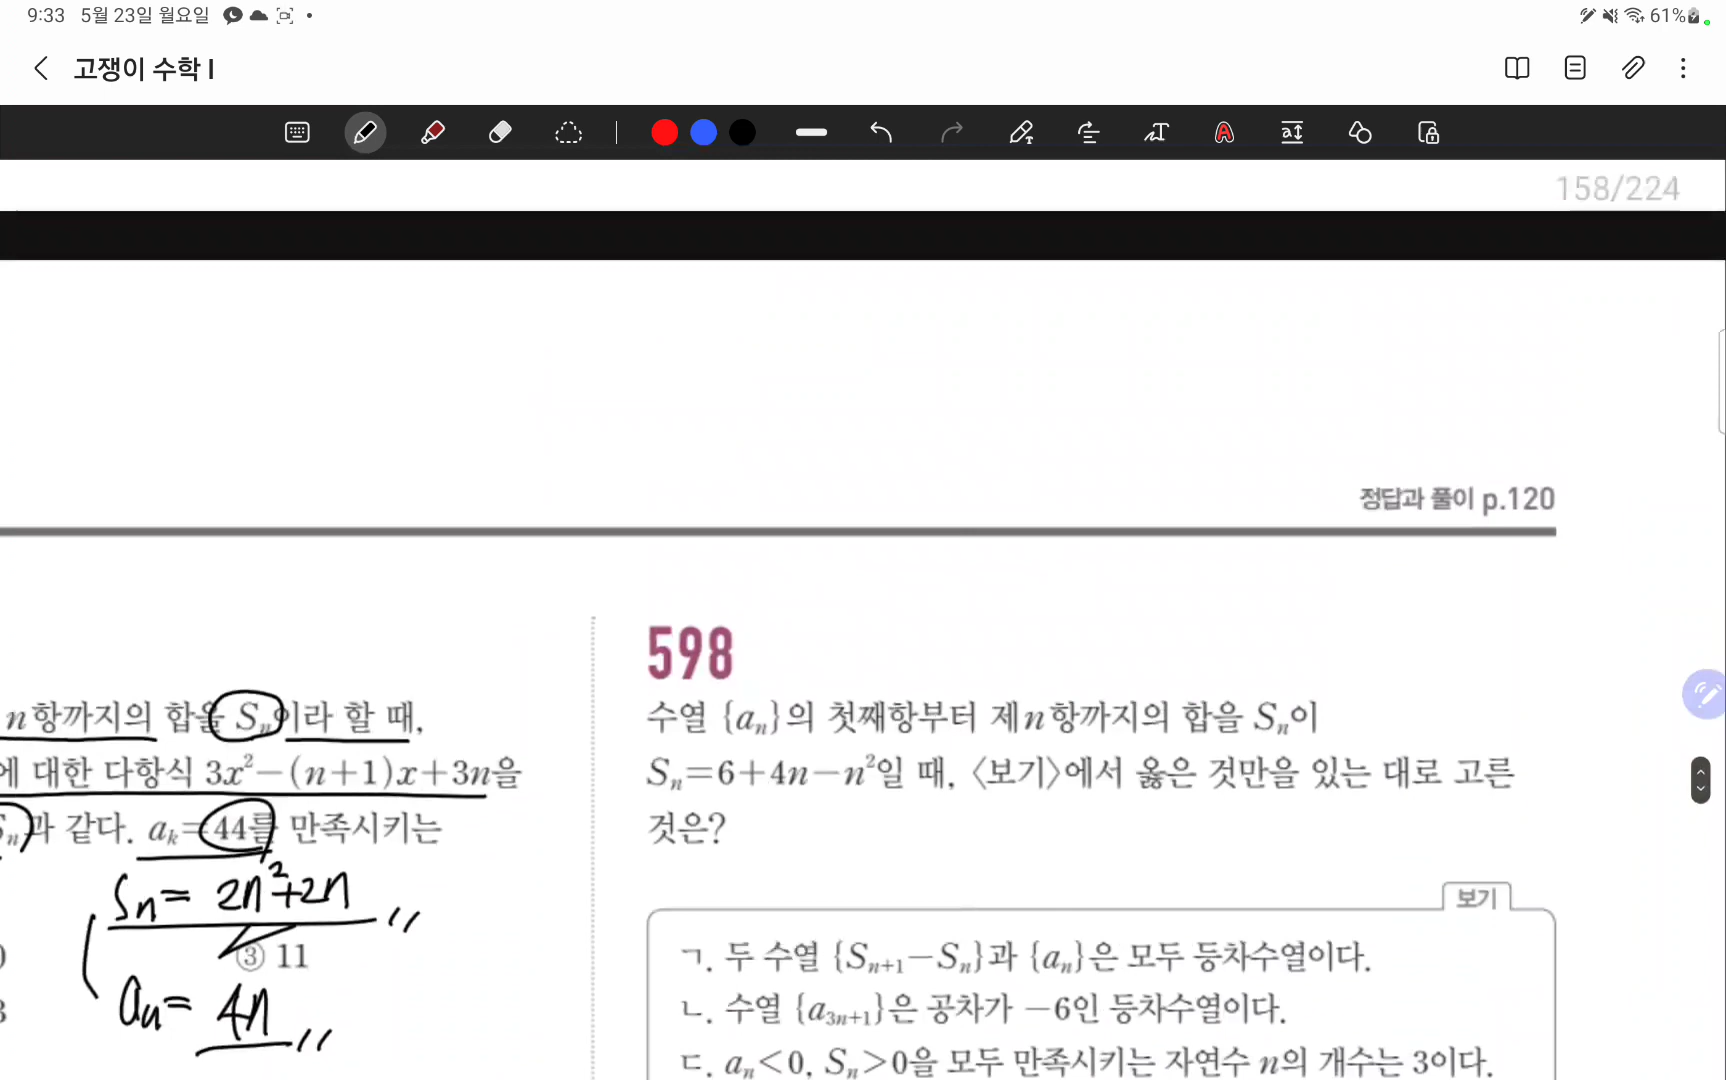 9:33 5월 23일 월요일
61%
고쟁이 수학 I
158/224
정답과 풀이 p.120
n항까지의 합을 Sₙ이라 할 때,
에 대한 다항식 3x²-(n+1)x+3n을
Sₙ과 같다. aₖ=44를 만족시키는
Sₙ= 2n²+2n
③ 11
aₙ= 4n
598
수열 {aₙ}의 첫째항부터 제n항까지의 합을 Sₙ이
Sₙ=6+4n-n²일 때, 〈보기〉에서 옳은 것만을 있는 대로 고른
것은?
보기
ㄱ. 두 수열 {Sₙ₊₁-Sₙ}과 {aₙ}은 모두 등차수열이다.
ㄴ. 수열 {a₃ₙ₊₁}은 공차가 -6인 등차수열이다.
ㄷ. aₙ<0, Sₙ>0을 모두 만족시키는 자연수 n의 개수는 3이다.